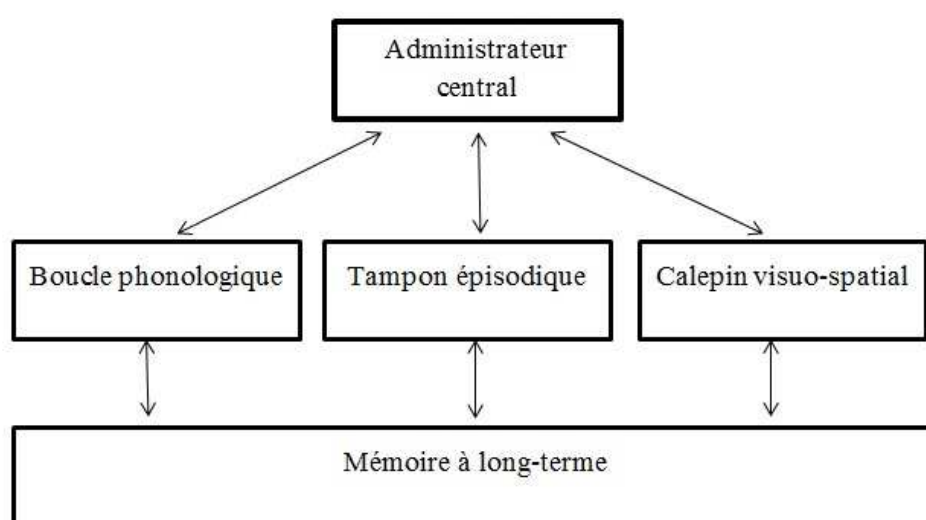 Administrateur
central
Boucle phonologique
Tampon épisodique
Calepin visuo-spatial
Mémoire à long-terme